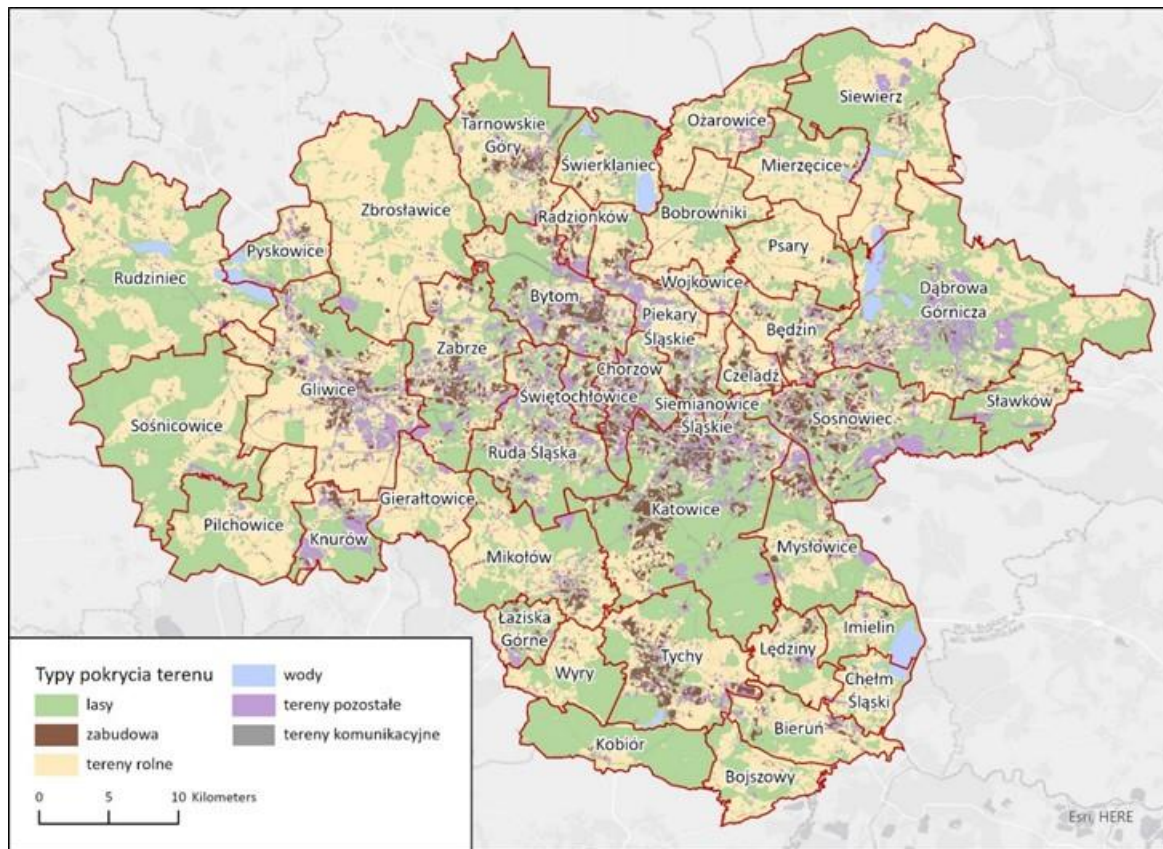 Siewierz
Ożarowice
Tarnowskie
Góry
Świerklaniec
Mierzęcice
Zbrosławice
Radzionków
Bobrowniki
Psary
Pyskowice
Rudziniec
Wojkowice
Dąbrowa
Górnicza
Bytom
Piekary
Śląskie
Będzin
Zabrze
Chorzów
Czeladź
Gliwice
Świętochłowice
Siemianowice
Śląskie
Sosnowiec
Sławków
Sośnicowice
Ruda Śląska
Gierałtowice
Katowice
Pilchowice
Knurów
Mikołów
Mysłowice
Łaziska
Górne
Imielin
Lędziny
Tychy
Wyry
Chełm
Śląski
Bieruń
Kobiór
Bojszowy
Typy pokrycia terenu
lasy
zabudowa
tereny rolne
wody
tereny pozostałe
tereny komunikacyjne
0 5 10 Kilometers
Esri, HERE